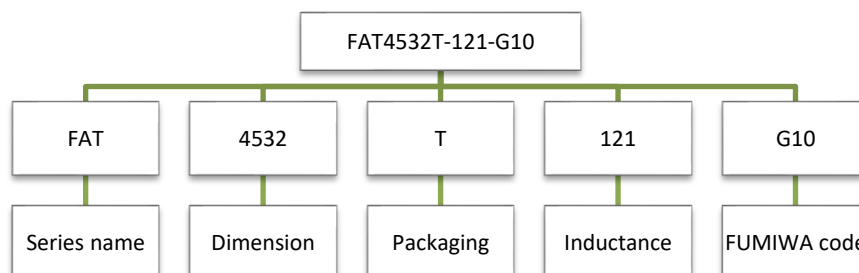 FAT4532T-121-G10
FAT
4532
T
121
G10
Series name
Dimension
Packaging
Inductance
FUMIWA code